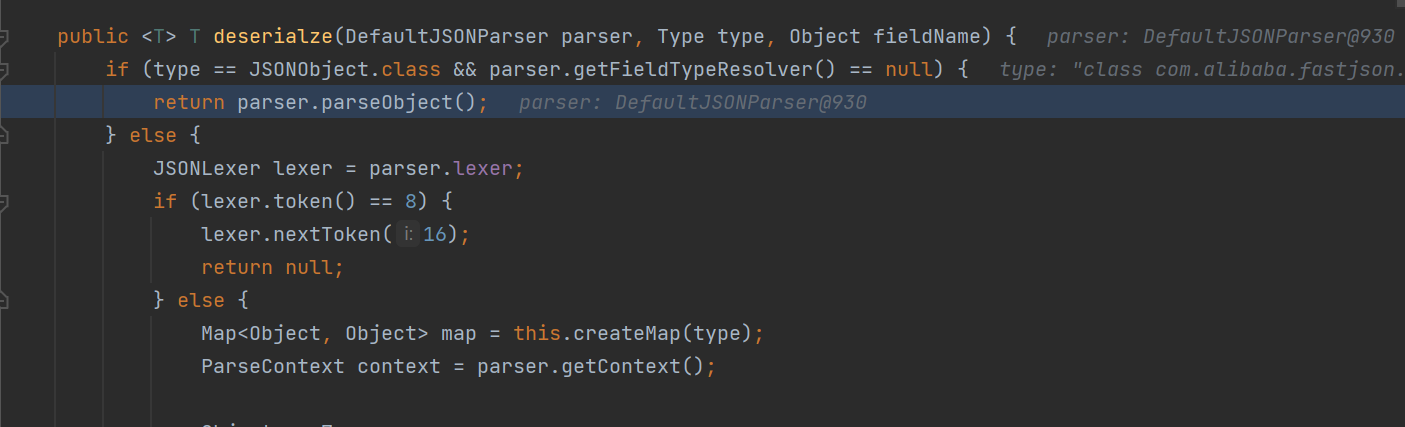 public <T> T deserialze(DefaultJSONParser parser, Type type, Object fieldName) {   parser: DefaultJSONParser@930
if (type == JSONObject.class && parser.getFieldTypeResolver() == null) {   type: "class com.alibaba.fastjson.
return parser.parseObject();   parser: DefaultJSONParser@930
} else {
JSONLexer lexer = parser.lexer;
if (lexer.token() == 8) {
lexer.nextToken( i: 16);
return null;
} else {
Map<Object, Object> map = this.createMap(type);
ParseContext context = parser.getContext();